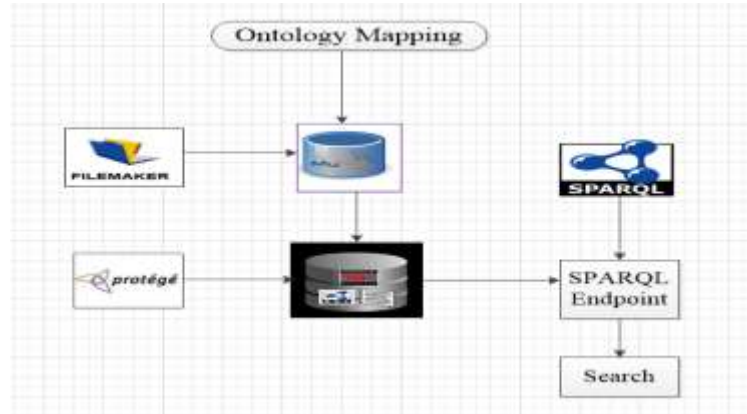 Ontology Mapping
FILEMAKER
SPARQL
protégé
SPARQL
Endpoint
Search